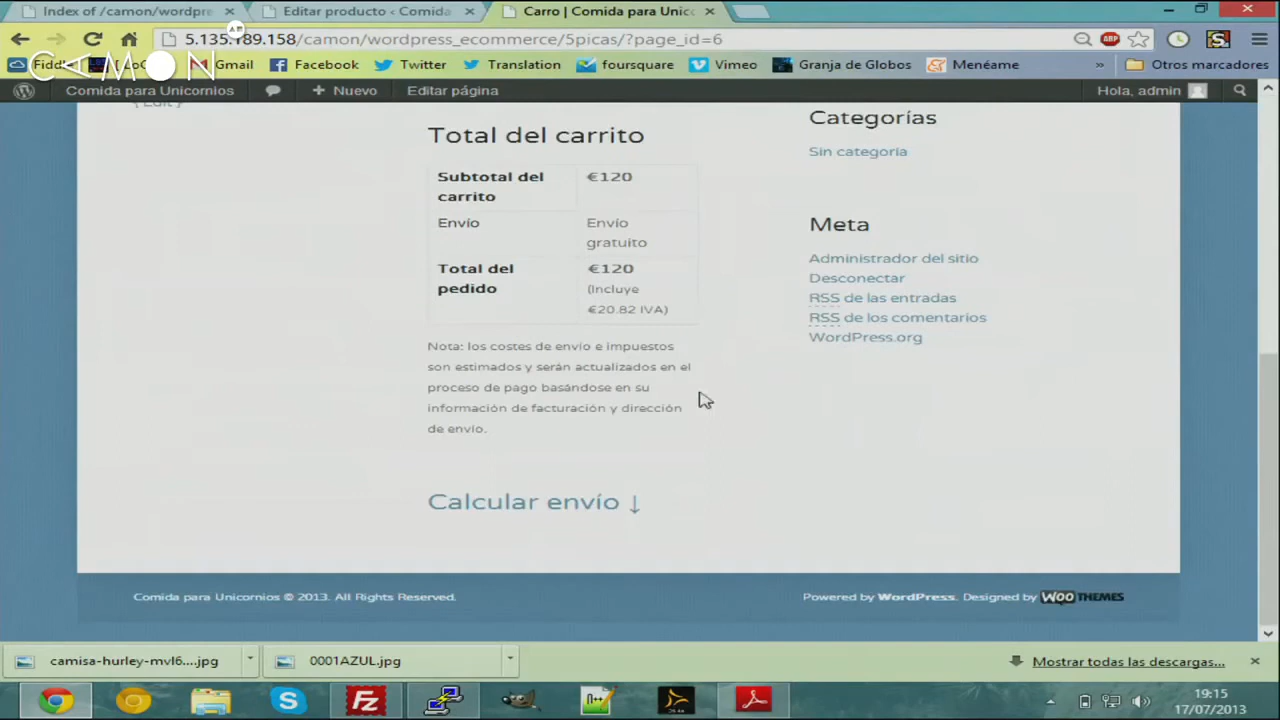 Index of /camon/wordpre
Editar producto ‹ Comida
Carro | Comida para Unico
5.135.189.158/camon/wordpress_ecommerce/5picas/?page_id=6
CAMON
Fiddle
Gmail
Facebook
Twitter
Translation
foursquare
Vimeo
Granja de Globos
Menéame
»
Otros marcadores
Comida para Unicornios
+ Nuevo
Editar página
Hola, admin
{ Edit }
Total del carrito
Subtotal del
carrito
€120
Envío
Envío
gratuito
Total del
pedido
€120
(Incluye
€20.82 IVA)
Nota: los costes de envío e impuestos
son estimados y serán actualizados en el
proceso de pago basándose en su
información de facturación y dirección
de envío.
Calcular envío ↓
Categorías
Sin categoría
Meta
Administrador del sitio
Desconectar
RSS de las entradas
RSS de los comentarios
WordPress.org
Comida para Unicornios © 2013. All Rights Reserved.
Powered by WordPress. Designed by WOOTHEMES
camisa-hurley-mvl6....jpg
0001AZUL.jpg
Mostrar todas las descargas...
19:15
17/07/2013